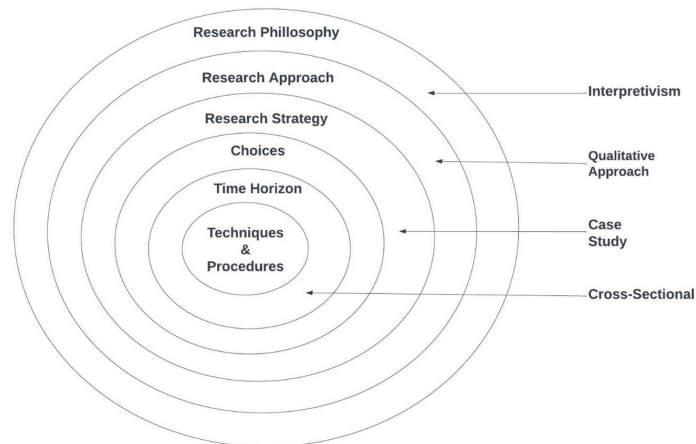 Research Phillosophy
Research Approach
Research Strategy
Choices
Time Horizon
Techniques
&
Procedures
Interpretivism
Qualitative
Approach
Case
Study
Cross-Sectional